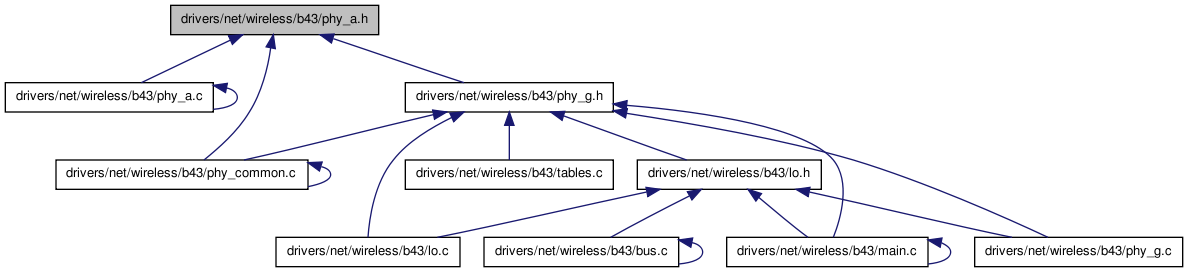 drivers/net/wireless/b43/phy_a.h
drivers/net/wireless/b43/phy_a.c
drivers/net/wireless/b43/phy_g.h
drivers/net/wireless/b43/phy_common.c
drivers/net/wireless/b43/tables.c
drivers/net/wireless/b43/lo.h
drivers/net/wireless/b43/lo.c
drivers/net/wireless/b43/bus.c
drivers/net/wireless/b43/main.c
drivers/net/wireless/b43/phy_g.c